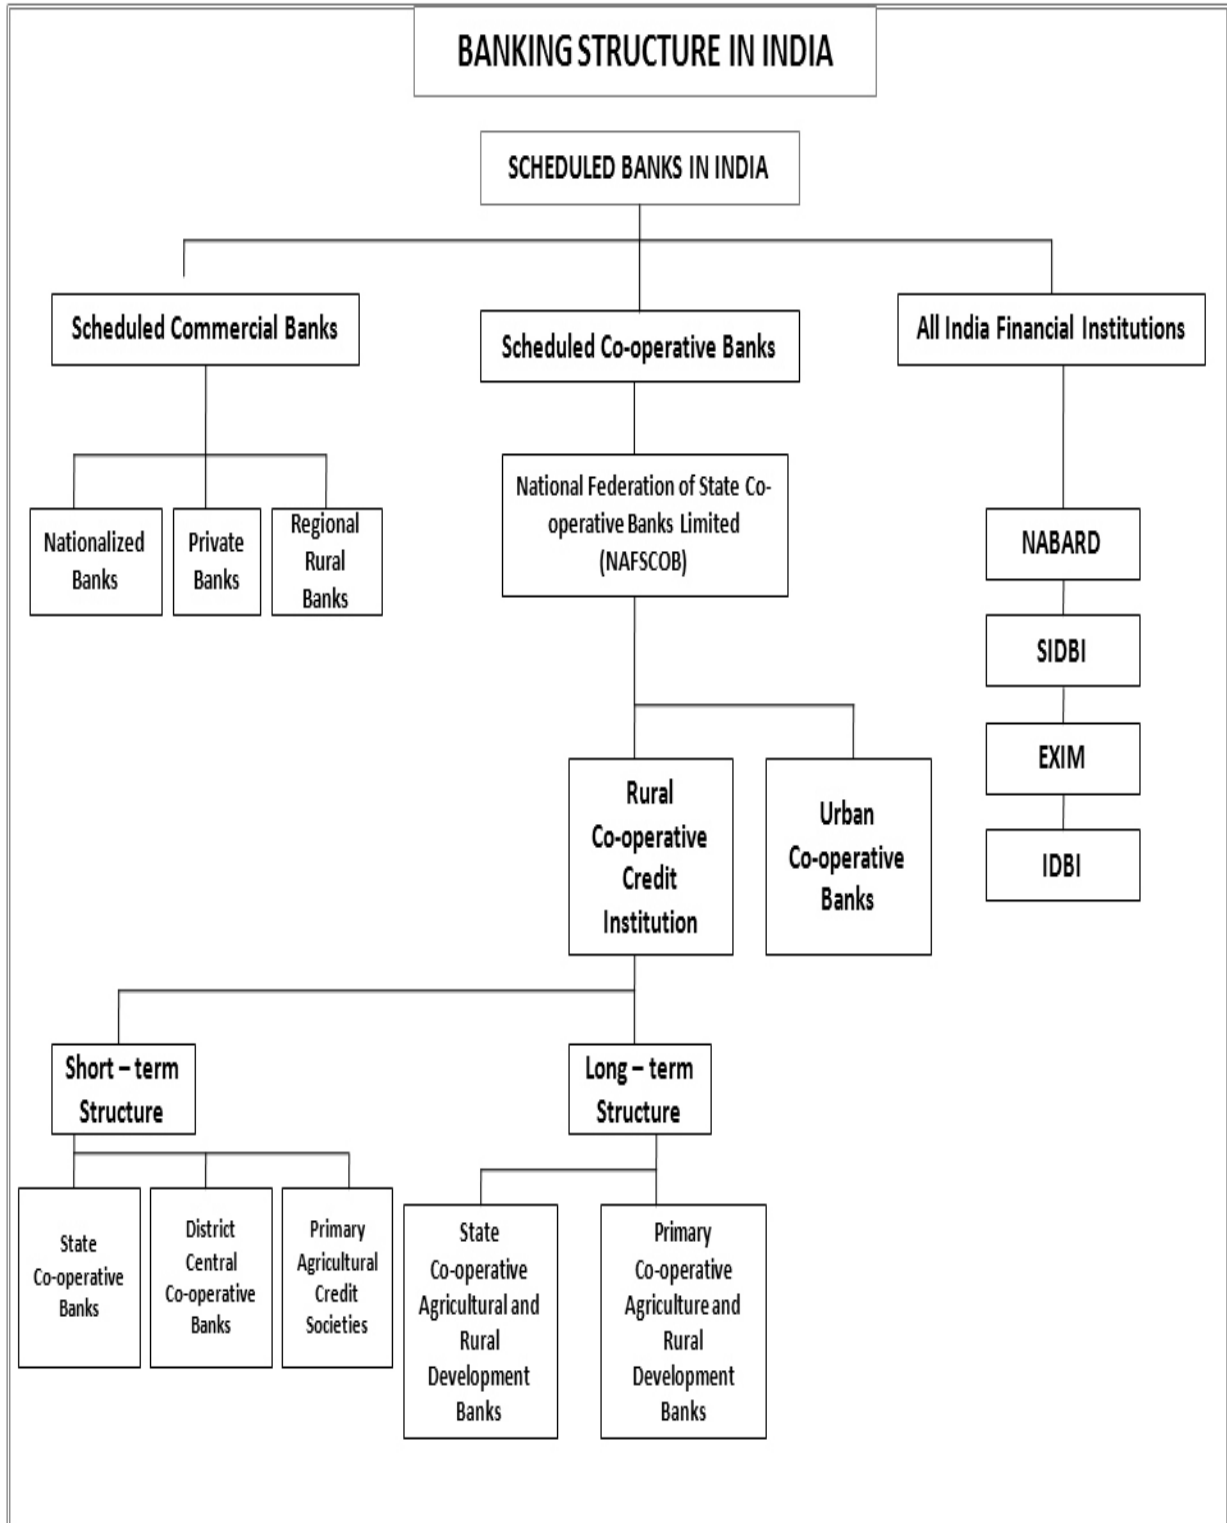 BANKING STRUCTURE IN INDIA
SCHEDULED BANKS IN INDIA
Scheduled Commercial Banks
Scheduled Co-operative Banks
All India Financial Institutions
Nationalized
Banks
Private
Banks
Regional
Rural
Banks
National Federation of State Co-
operative Banks Limited
(NAFSCOB)
NABARD
SIDBI
EXIM
IDBI
Rural
Co-operative
Credit
Institution
Urban
Co-operative
Banks
Short – term
Structure
Long – term
Structure
State
Co-operative
Banks
District
Central
Co-operative
Banks
Primary
Agricultural
Credit
Societies
State
Co-operative
Agricultural and
Rural
Development
Banks
Primary
Co-operative
Agriculture and
Rural
Development
Banks